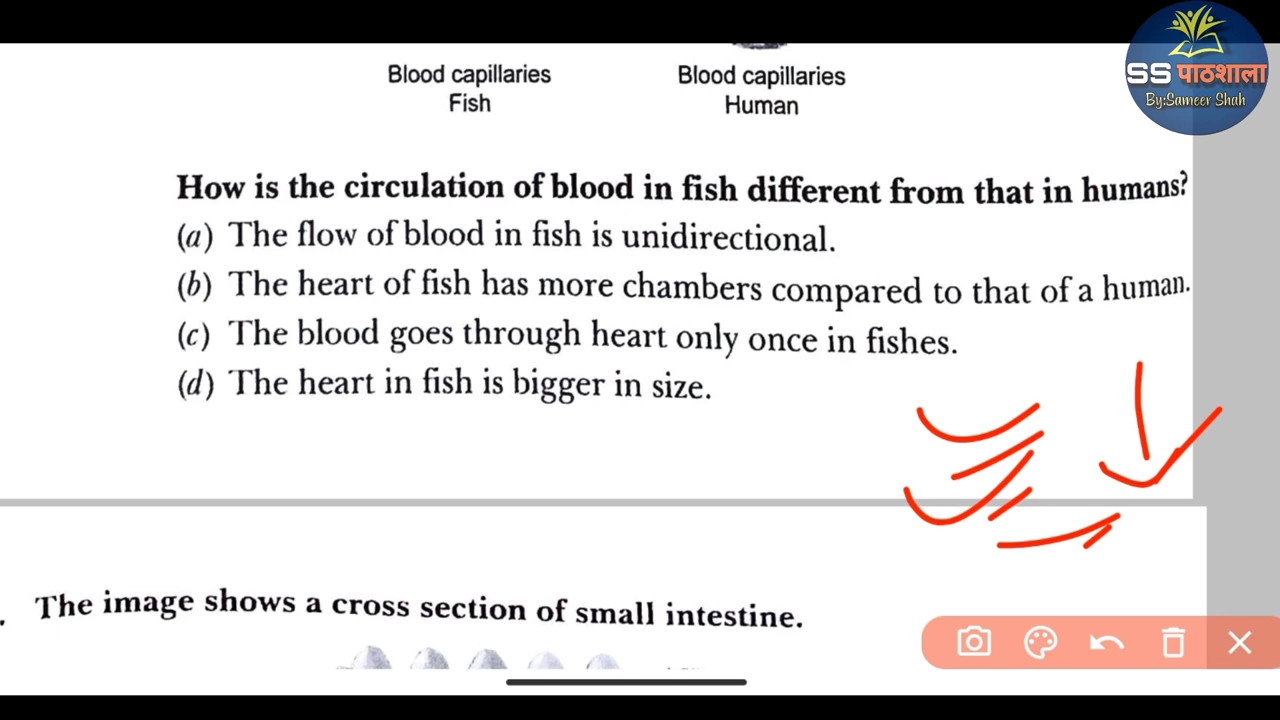 SS पाठशाला
By:Sameer Shah
Blood capillaries
Fish
Blood capillaries
Human
How is the circulation of blood in fish different from that in humans?
(a) The flow of blood in fish is unidirectional.
(b) The heart of fish has more chambers compared to that of a human.
(c) The blood goes through heart only once in fishes.
(d) The heart in fish is bigger in size.
. The image shows a cross section of small intestine.